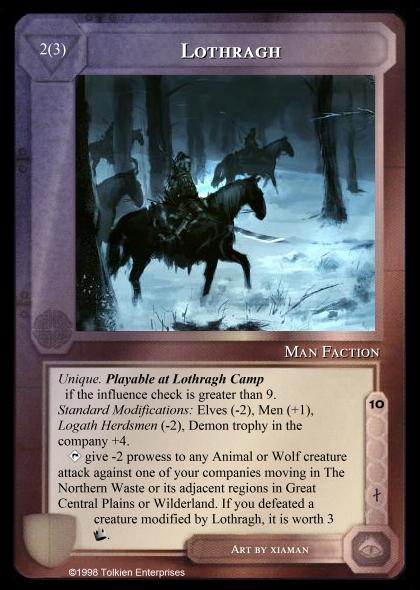 2(3)
LOTHRAGH
MAN FACTION
Unique. Playable at Lothragh Camp
if the influence check is greater than 9.
Standard Modifications: Elves (-2), Men (+1),
Logath Herdsmen (-2), Demon trophy in the
company +4.
give -2 prowess to any Animal or Wolf creature
attack against one of your companies moving in The
Northern Waste or its adjacent regions in Great
Central Plains or Wilderland. If you defeated a
creature modified by Lothragh, it is worth 3
.
10
ART BY XIAMAN
©1998 Tolkien Enterprises